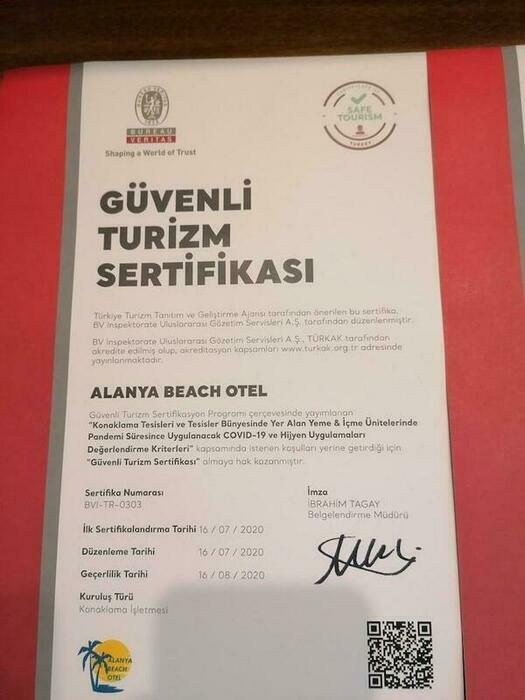 BUREAU
VERITAS
Shaping a World of Trust
SAFE
TOURISM
TURKEY
GÜVENLİ
TURİZM
SERTİFİKASI
Türkiye Turizm Tanıtım ve Geliştirme Ajansı tarafından önerilen bu sertifika,
BV Inspektorate Uluslararası Gözetim Servisleri A.Ş. tarafından düzenlenmiştir.
BV Inspektorate Uluslararası Gözetim Servisleri A.Ş., TÜRKAK tarafından
akredite edilmiş olup, akreditasyon kapsamları www.turkak.org.tr adresinde
yayınlanmaktadır.
ALANYA BEACH OTEL
Güvenli Turizm Sertifikasyon Programı çerçevesinde yayımlanan
"Konaklama Tesisleri ve Tesisler Bünyesinde Yer Alan Yeme & İçme Ünitelerinde
Pandemi Süresince Uygulanacak COVID-19 ve Hijyen Uygulamaları
Değerlendirme Kriterleri" kapsamında istenen koşulları yerine getirdiği için
"Güvenli Turizm Sertifikası" almaya hak kazanmıştır.
Sertifika Numarası
BVI-TR-0303
İmza
İBRAHİM TAGAY
Belgelendirme Müdürü
İlk Sertifikalandırma Tarihi 16 / 07 / 2020
Düzenleme Tarihi 16 / 07 / 2020
Geçerlilik Tarihi 16 / 08 / 2020
Kuruluş Türü
Konaklama İşletmesi
ALANYA
BEACH
OTEL